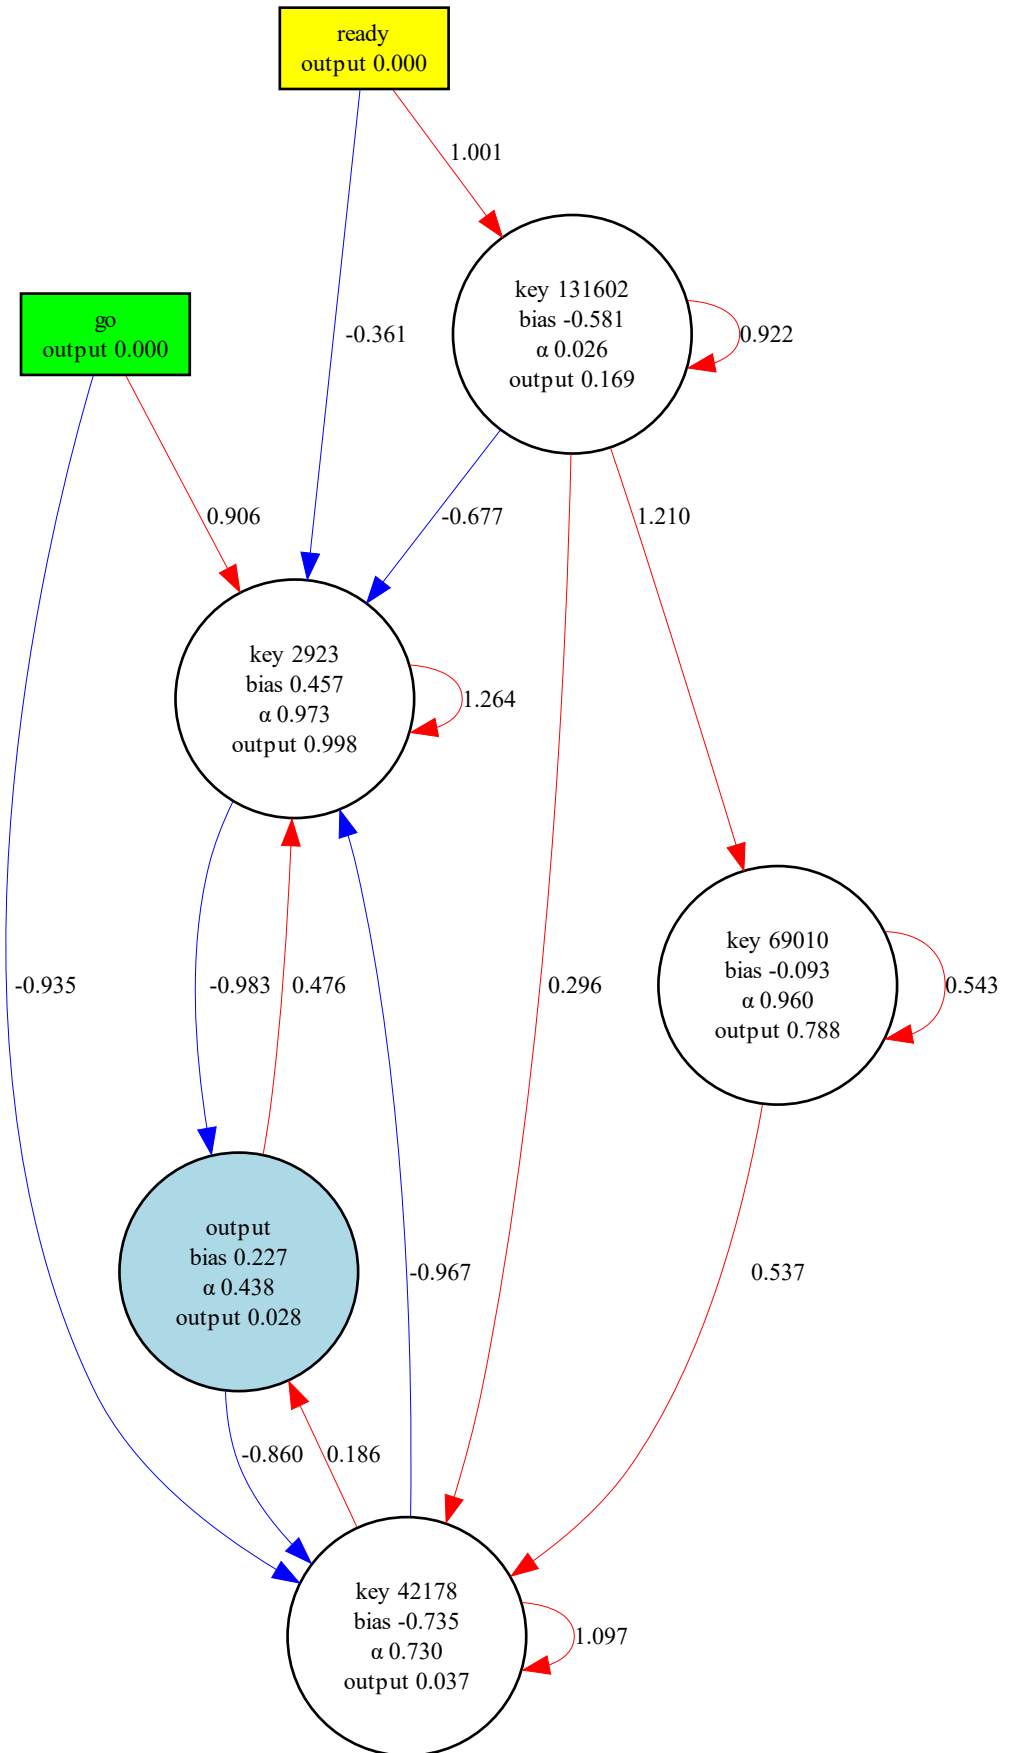 ready
output 0.000
1.001
key 131602
bias -0.581
α 0.026
output 0.169
0.922
go
output 0.000
-0.361
0.906
-0.677
1.210
key 2923
bias 0.457
α 0.973
output 0.998
1.264
key 69010
bias -0.093
α 0.960
output 0.788
0.543
-0.935
-0.983
0.476
0.296
output
bias 0.227
α 0.438
output 0.028
-0.967
0.537
-0.860
0.186
key 42178
bias -0.735
α 0.730
output 0.037
1.097